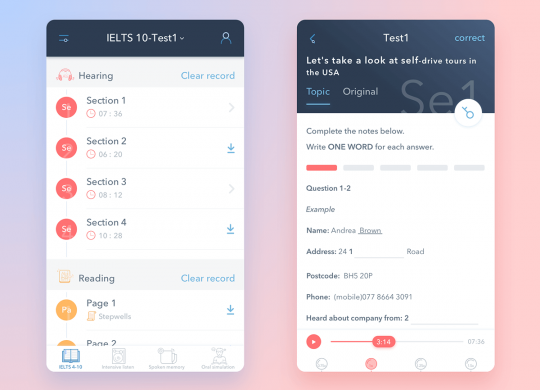 IELTS 10-Test1
Hearing
Clear record
Se
Section 1
07 : 36
Se
Section 2
06 : 20
Se
Section 3
08 : 12
Se
Section 4
10 : 28
Reading
Clear record
Pa
Page 1
Stepwells
Page 2
IELTS 4-10
Intensive listen
Spoken memory
Oral simulation
Test1
correct
Let's take a look at self-drive tours in
the USA
Se1
Topic
Original
Complete the notes below.
Write ONE WORD for each answer.
Question 1-2
Example
Name: Andrea Brown
Address: 24 1 Road
Postcode: BH5 20P
Phone: (mobile)077 8664 3091
Heard about company from: 2
3:14
07:36